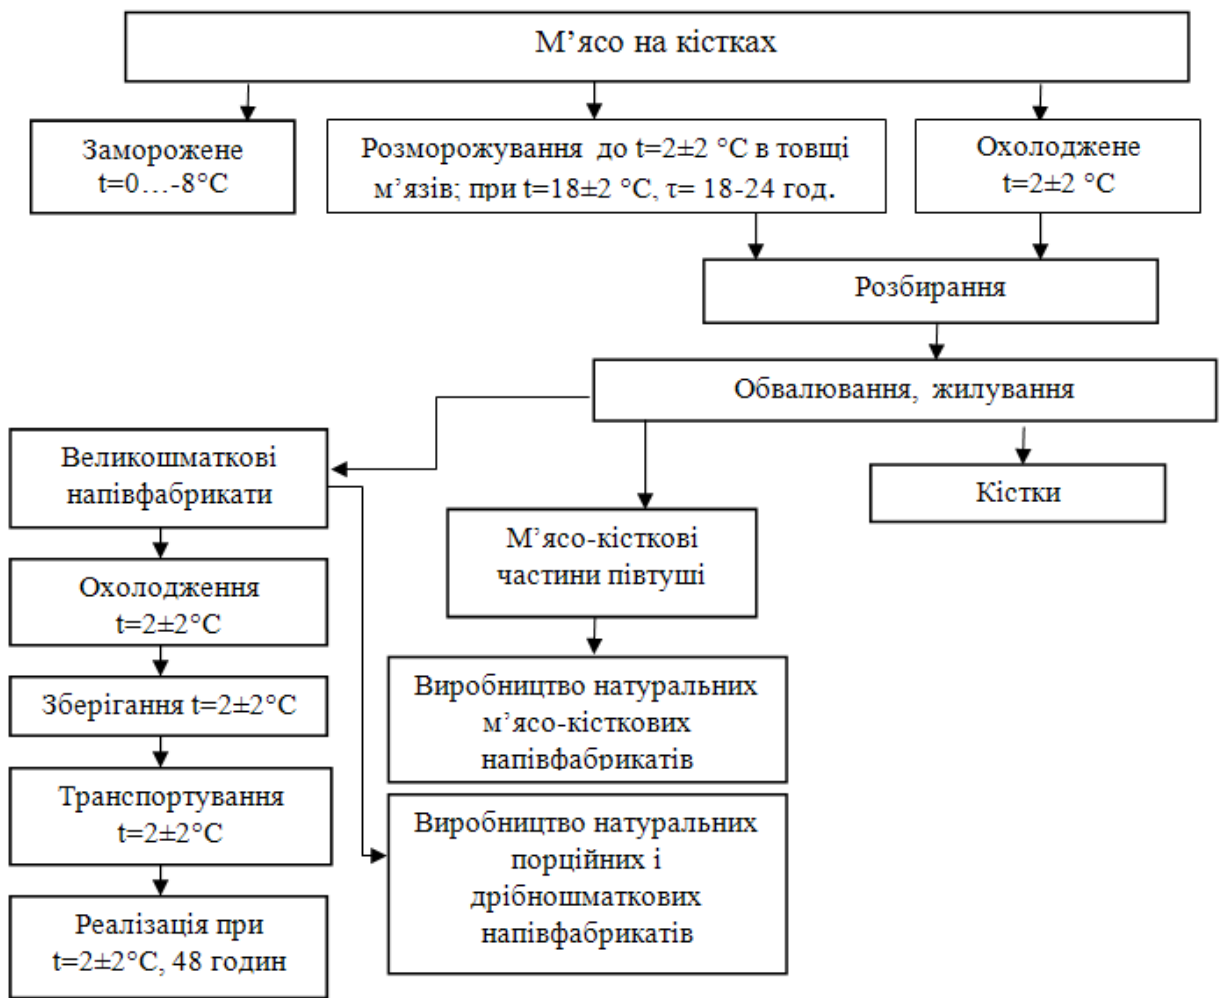 М’ясо на кістках
Заморожене
t=0…-8°C
Розморожування до t=2±2 °C в товщі
м’язів; при t=18±2 °C, τ= 18-24 год.
Охолоджене
t=2±2 °C
Розбирання
Обвалювання, жилування
Великошматкові
напівфабрикати
Кістки
М’ясо-кісткові
частини півтуші
Охолодження
t=2±2°C
Зберігання t=2±2°C
Виробництво натуральних
м’ясо-кісткових
напівфабрикатів
Транспортування
t=2±2°C
Виробництво натуральних
порційних і
дрібношматкових
напівфабрикатів
Реалізація при
t=2±2°C, 48 годин